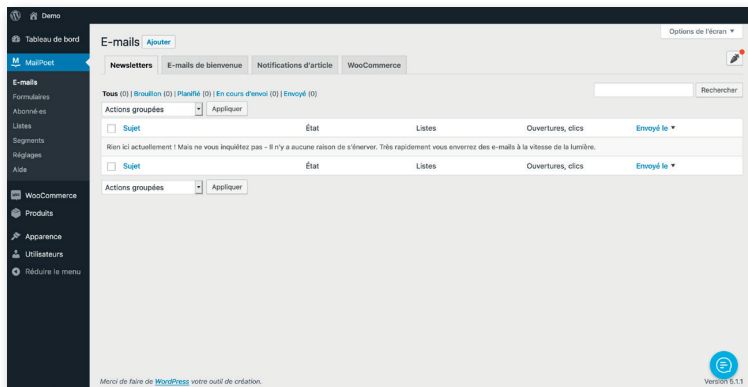 Demo
Options de l'écran ▼
Tableau de bord
MailPoet
E-mails
Formulaires
Abonné·es
Listes
Segments
Réglages
Aide
WooCommerce
Produits
Apparence
Utilisateurs
Réduire le menu
E-mails Ajouter
Newsletters E-mails de bienvenue Notifications d'article WooCommerce
Tous (0) | Brouillon (0) | Planifié (0) | En cours d'envoi (0) | Envoyé (0)
Rechercher
Actions groupées Appliquer
Sujet État Listes Ouvertures, clics Envoyé le ▼
Rien ici actuellement ! Mais ne vous inquiétez pas - Il n'y a aucune raison de s'énerver. Très rapidement vous enverrez des e-mails à la vitesse de la lumière.
Sujet État Listes Ouvertures, clics Envoyé le ▼
Actions groupées Appliquer
Merci de faire de WordPress votre outil de création.
Version 5.1.1